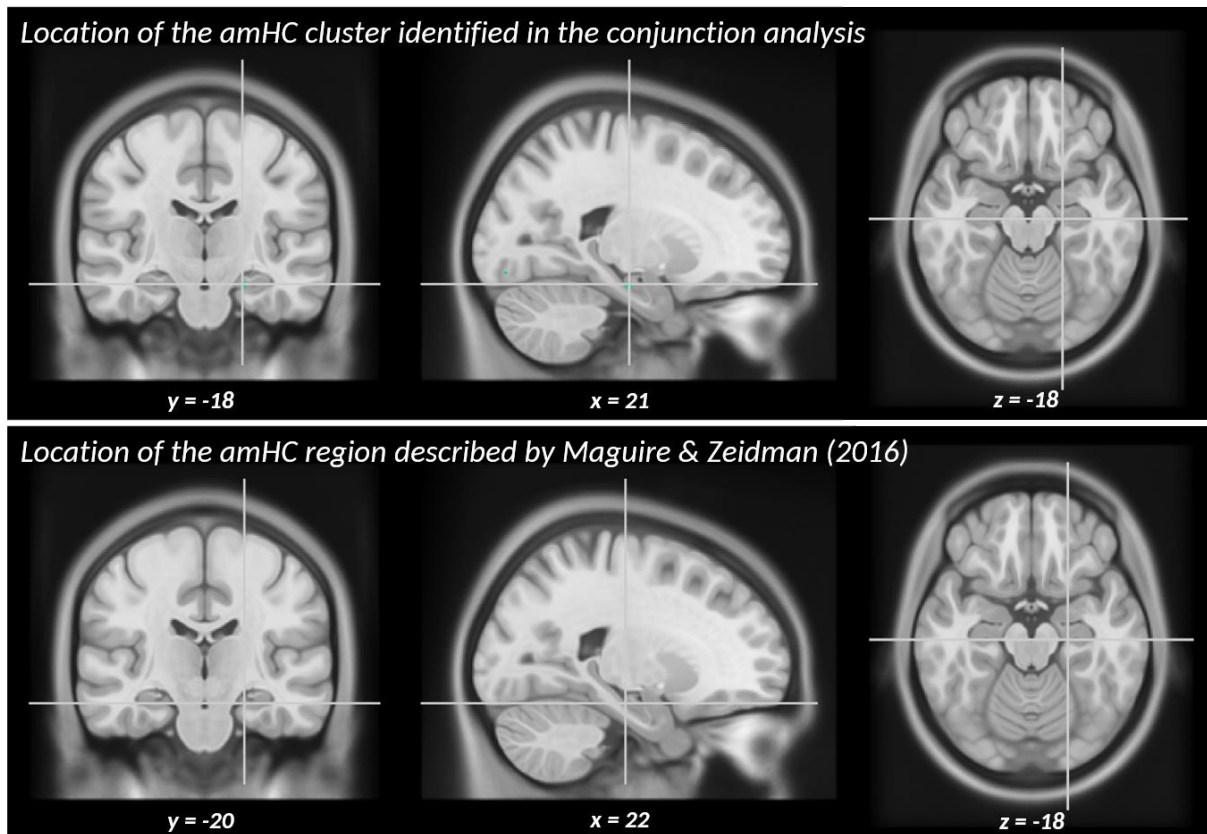 Location of the amHC cluster identified in the conjunction analysis
y = -18
x = 21
z = -18
Location of the amHC region described by Maguire & Zeidman (2016)
y = -20
x = 22
z = -18